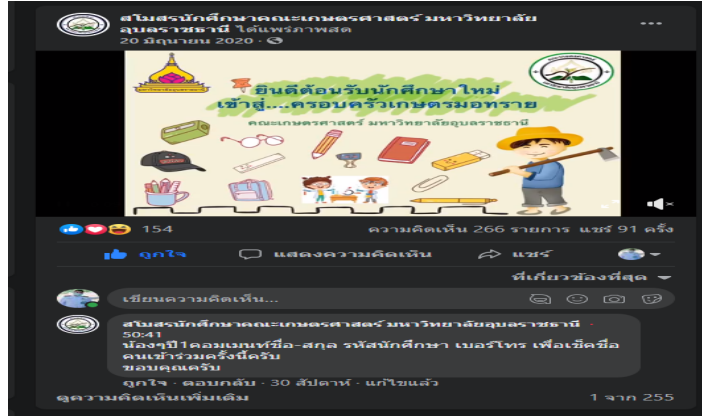 สโมสรนักศึกษาคณะเกษตรศาสตร์ มหาวิทยาลัย
อุบลราชธานี ได้แพร่ภาพสด
20 มิถุนายน 2020
ยินดีต้อนรับนักศึกษาใหม่
เข้าสู่....ครอบครัวเกษตรมอทราย
คณะเกษตรศาสตร์ มหาวิทยาลัยอุบลราชธานี
154
ความคิดเห็น 266 รายการ แชร์ 91 ครั้ง
ถูกใจ
แสดงความคิดเห็น
แชร์
ที่เกี่ยวข้องที่สุด
เขียนความคิดเห็น...
สโมสรนักศึกษาคณะเกษตรศาสตร์ มหาวิทยาลัยอุบลราชธานี ·
50:41
น้องๆปี1คอมเมนท์ชื่อ-สกุล รหัสนักศึกษา เบอร์โทร เพื่อเช็คชื่อ
คนเข้าร่วมครั้งนี้ครับ
ขอบคุณครับ
ถูกใจ · ตอบกลับ · 30 สัปดาห์ · แก้ไขแล้ว
ดูความคิดเห็นเพิ่มเติม
1 จาก 255